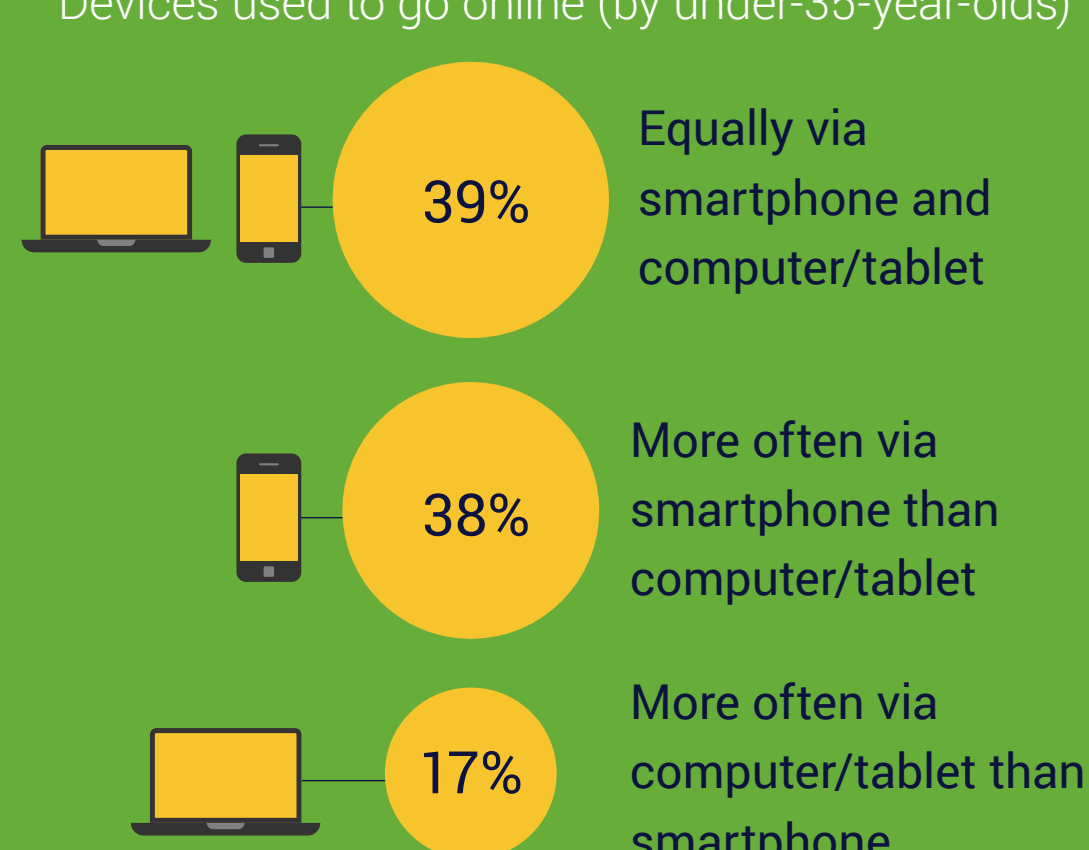 Devices used to go online (by under-35-year-olds)
39%
Equally via
smartphone and
computer/tablet
38%
More often via
smartphone than
computer/tablet
17%
More often via
computer/tablet than
smartphone